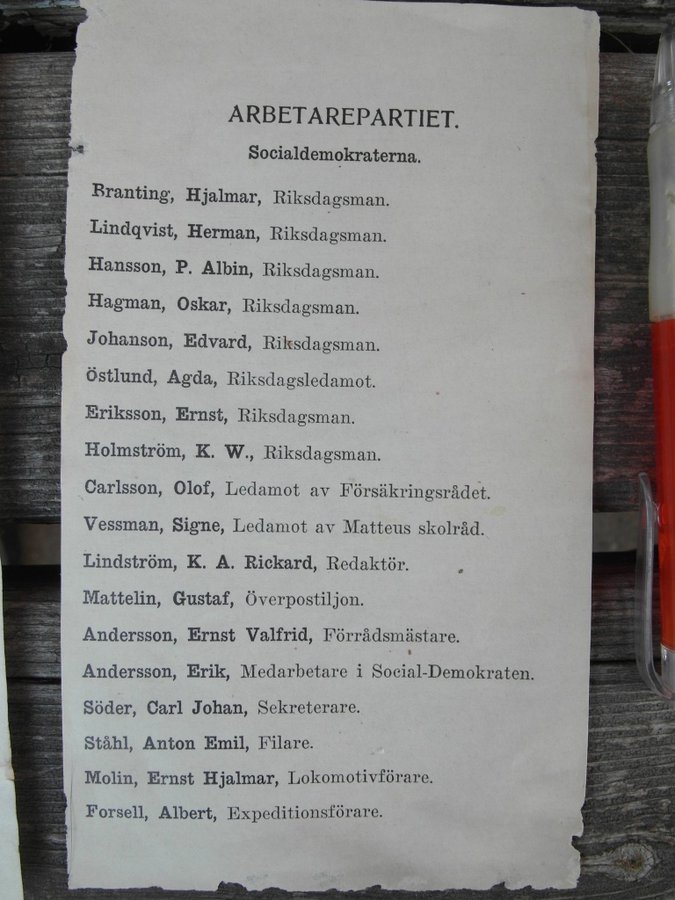 ARBETAREPARTIET.
Socialdemokraterna.
Branting, Hjalmar, Riksdagsman.
Lindqvist, Herman, Riksdagsman.
Hansson, P. Albin, Riksdagsman.
Hagman, Oskar, Riksdagsman.
Johanson, Edvard, Riksdagsman.
Östlund, Agda, Riksdagsledamot.
Eriksson, Ernst, Riksdagsman.
Holmström, K. W., Riksdagsman.
Carlsson, Olof, Ledamot av Försäkringsrådet.
Vessman, Signe, Ledamot av Matteus skolråd.
Lindström, K. A. Rickard, Redaktör.
Mattelin, Gustaf, Överpostiljon.
Andersson, Ernst Valfrid, Förrådsmästare.
Andersson, Erik, Medarbetare i Social-Demokraten.
Söder, Carl Johan, Sekreterare.
Ståhl, Anton Emil, Filare.
Molin, Ernst Hjalmar, Lokomotivförare.
Forsell, Albert, Expeditionsförare.